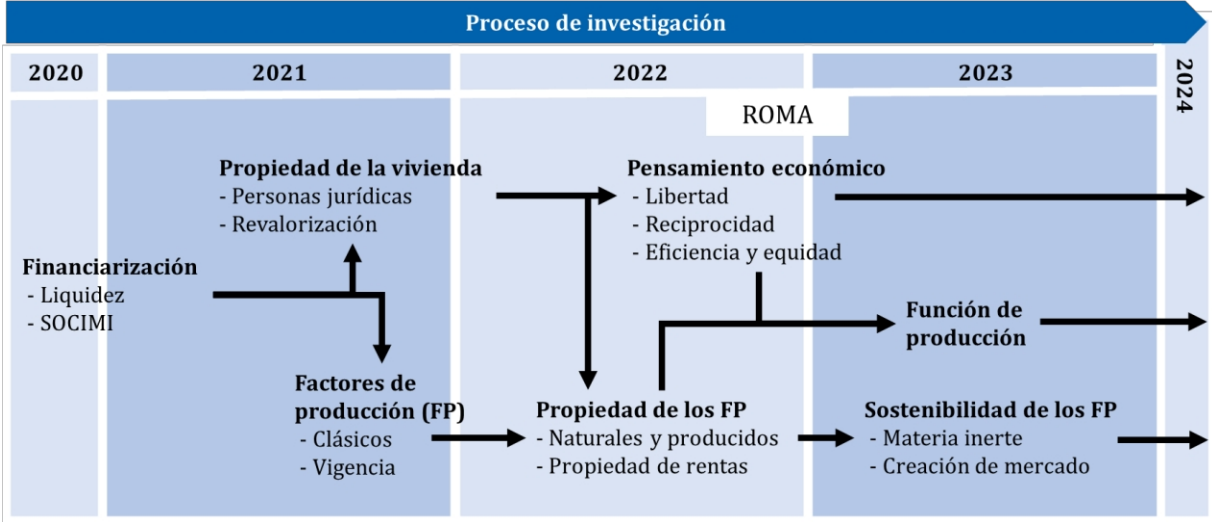 Proceso de investigación
2020
2021
2022
2023
2024
ROMA
Propiedad de la vivienda
- Personas jurídicas
- Revalorización
Pensamiento económico
- Libertad
- Reciprocidad
- Eficiencia y equidad
Financiarización
- Liquidez
- SOCIMI
Función de
producción
Factores de
producción (FP)
- Clásicos
- Vigencia
Propiedad de los FP
- Naturales y producidos
- Propiedad de rentas
Sostenibilidad de los FP
- Materia inerte
- Creación de mercado